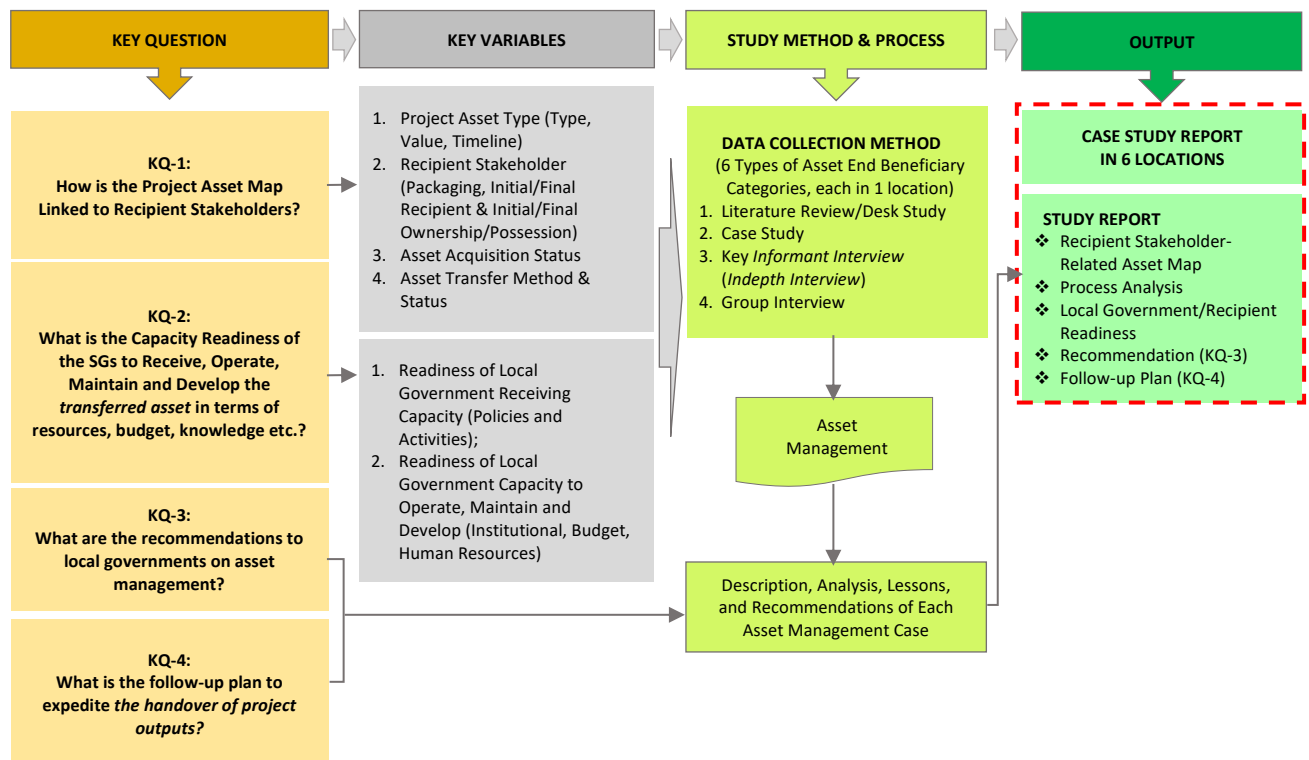 KEY QUESTION
KEY VARIABLES
STUDY METHOD & PROCESS
OUTPUT
KQ-1:
How is the Project Asset Map
Linked to Recipient Stakeholders?
KQ-2:
What is the Capacity Readiness of
the SGs to Receive, Operate,
Maintain and Develop the
transferred asset in terms of
resources, budget, knowledge etc.?
KQ-3:
What are the recommendations to
local governments on asset
management?
KQ-4:
What is the follow-up plan to
expedite the handover of project
outputs?
1. Project Asset Type (Type,
Value, Timeline)
2. Recipient Stakeholder
(Packaging, Initial/Final
Recipient & Initial/Final
Ownership/Possession)
3. Asset Acquisition Status
4. Asset Transfer Method &
Status
1. Readiness of Local
Government Receiving
Capacity (Policies and
Activities);
2. Readiness of Local
Government Capacity to
Operate, Maintain and
Develop (Institutional, Budget,
Human Resources)
DATA COLLECTION METHOD
(6 Types of Asset End Beneficiary
Categories, each in 1 location)
1. Literature Review/Desk Study
2. Case Study
3. Key Informant Interview
(Indepth Interview)
4. Group Interview
Asset
Management
Description, Analysis, Lessons,
and Recommendations of Each
Asset Management Case
CASE STUDY REPORT
IN 6 LOCATIONS
STUDY REPORT
❖ Recipient Stakeholder-
Related Asset Map
❖ Process Analysis
❖ Local Government/Recipient
Readiness
❖ Recommendation (KQ-3)
❖ Follow-up Plan (KQ-4)